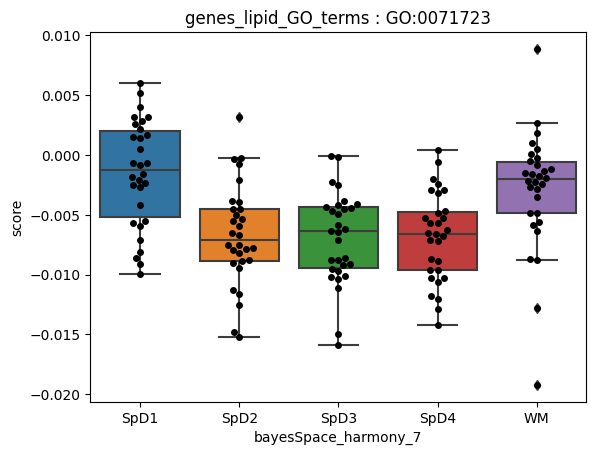 genes_lipid_GO_terms : GO:0071723
0.010
0.005
0.000
−0.005
−0.010
−0.015
−0.020
score
SpD1 SpD2 SpD3 SpD4 WM
bayesSpace_harmony_7